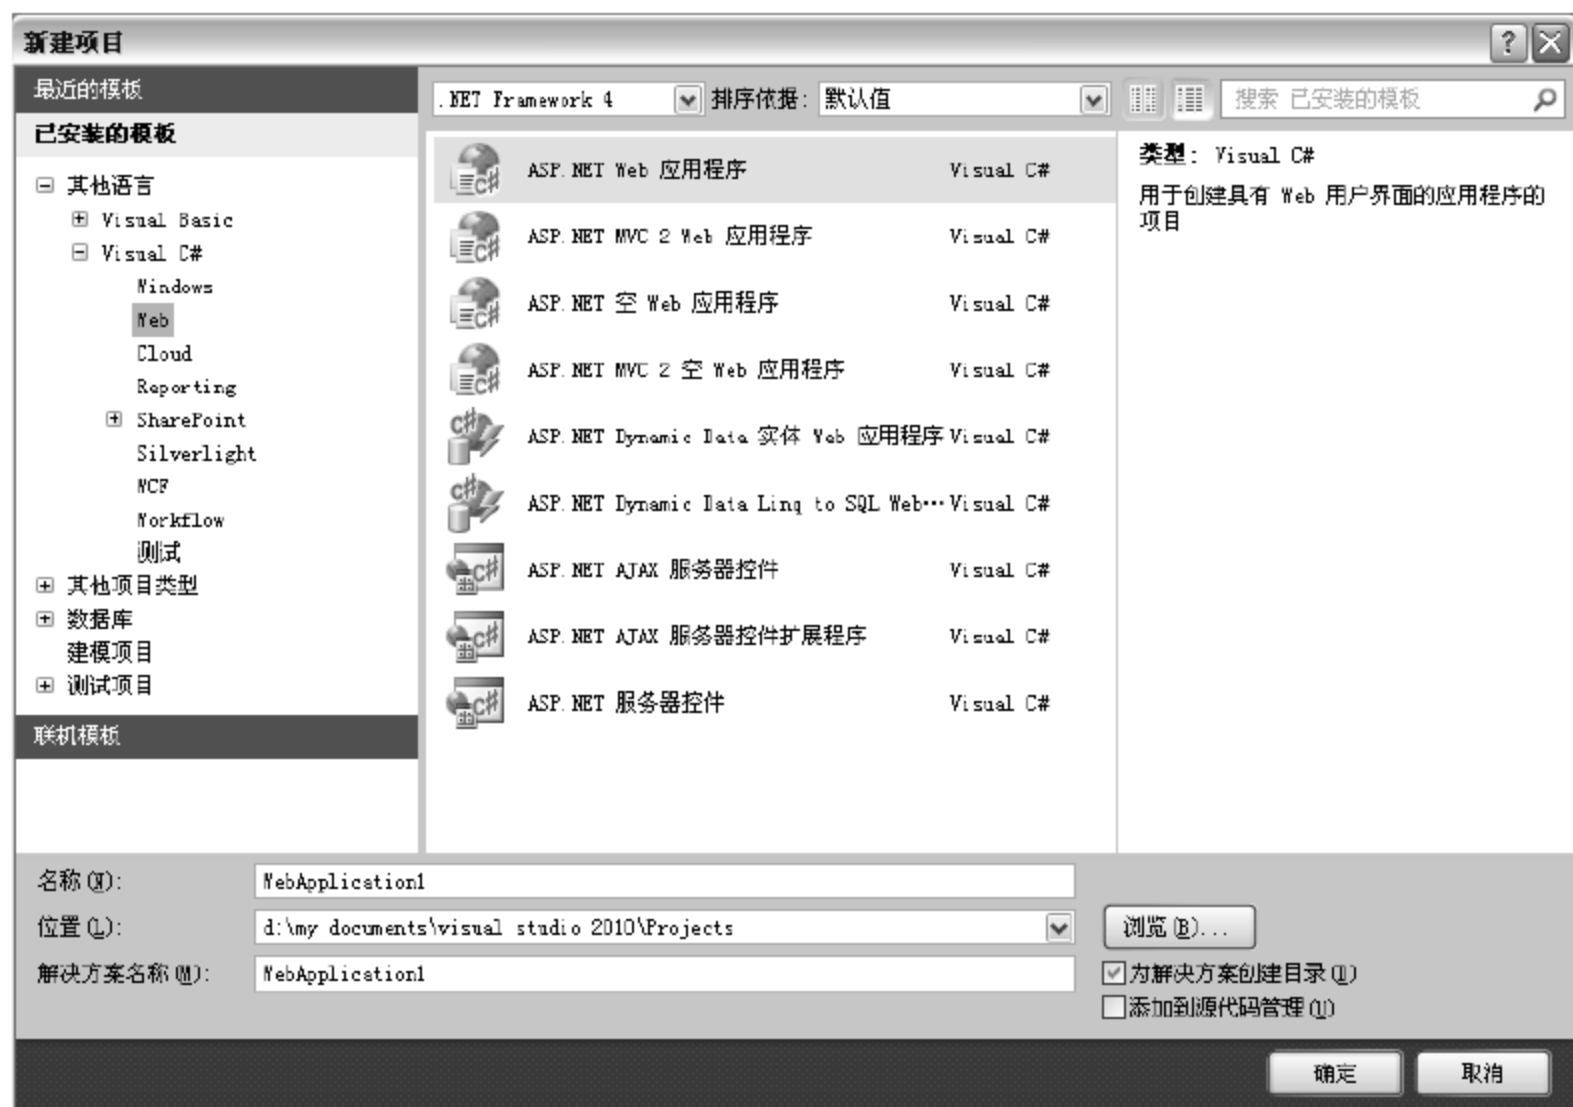 新建项目
最近的模板
已安装的模板
其他语言
Visual Basic
Visual C#
Windows
Web
Cloud
Reporting
SharePoint
Silverlight
WCF
Workflow
测试
其他项目类型
数据库
建模项目
测试项目
联机模板
.NET Framework 4 排序依据: 默认值 搜索 已安装的模板
ASP.NET Web 应用程序 Visual C#
ASP.NET MVC 2 Web 应用程序 Visual C#
ASP.NET 空 Web 应用程序 Visual C#
ASP.NET MVC 2 空 Web 应用程序 Visual C#
ASP.NET Dynamic Data 实体 Web 应用程序 Visual C#
ASP.NET Dynamic Data Linq to SQL Web… Visual C#
ASP.NET AJAX 服务器控件 Visual C#
ASP.NET AJAX 服务器控件扩展程序 Visual C#
ASP.NET 服务器控件 Visual C#
类型: Visual C#
用于创建具有 Web 用户界面的应用程序的
项目
名称(N): WebApplication1
位置(L): d:\my documents\visual studio 2010\Projects 浏览(B)...
解决方案名称(M): WebApplication1
为解决方案创建目录(D)
添加到源代码管理(U)
确定 取消